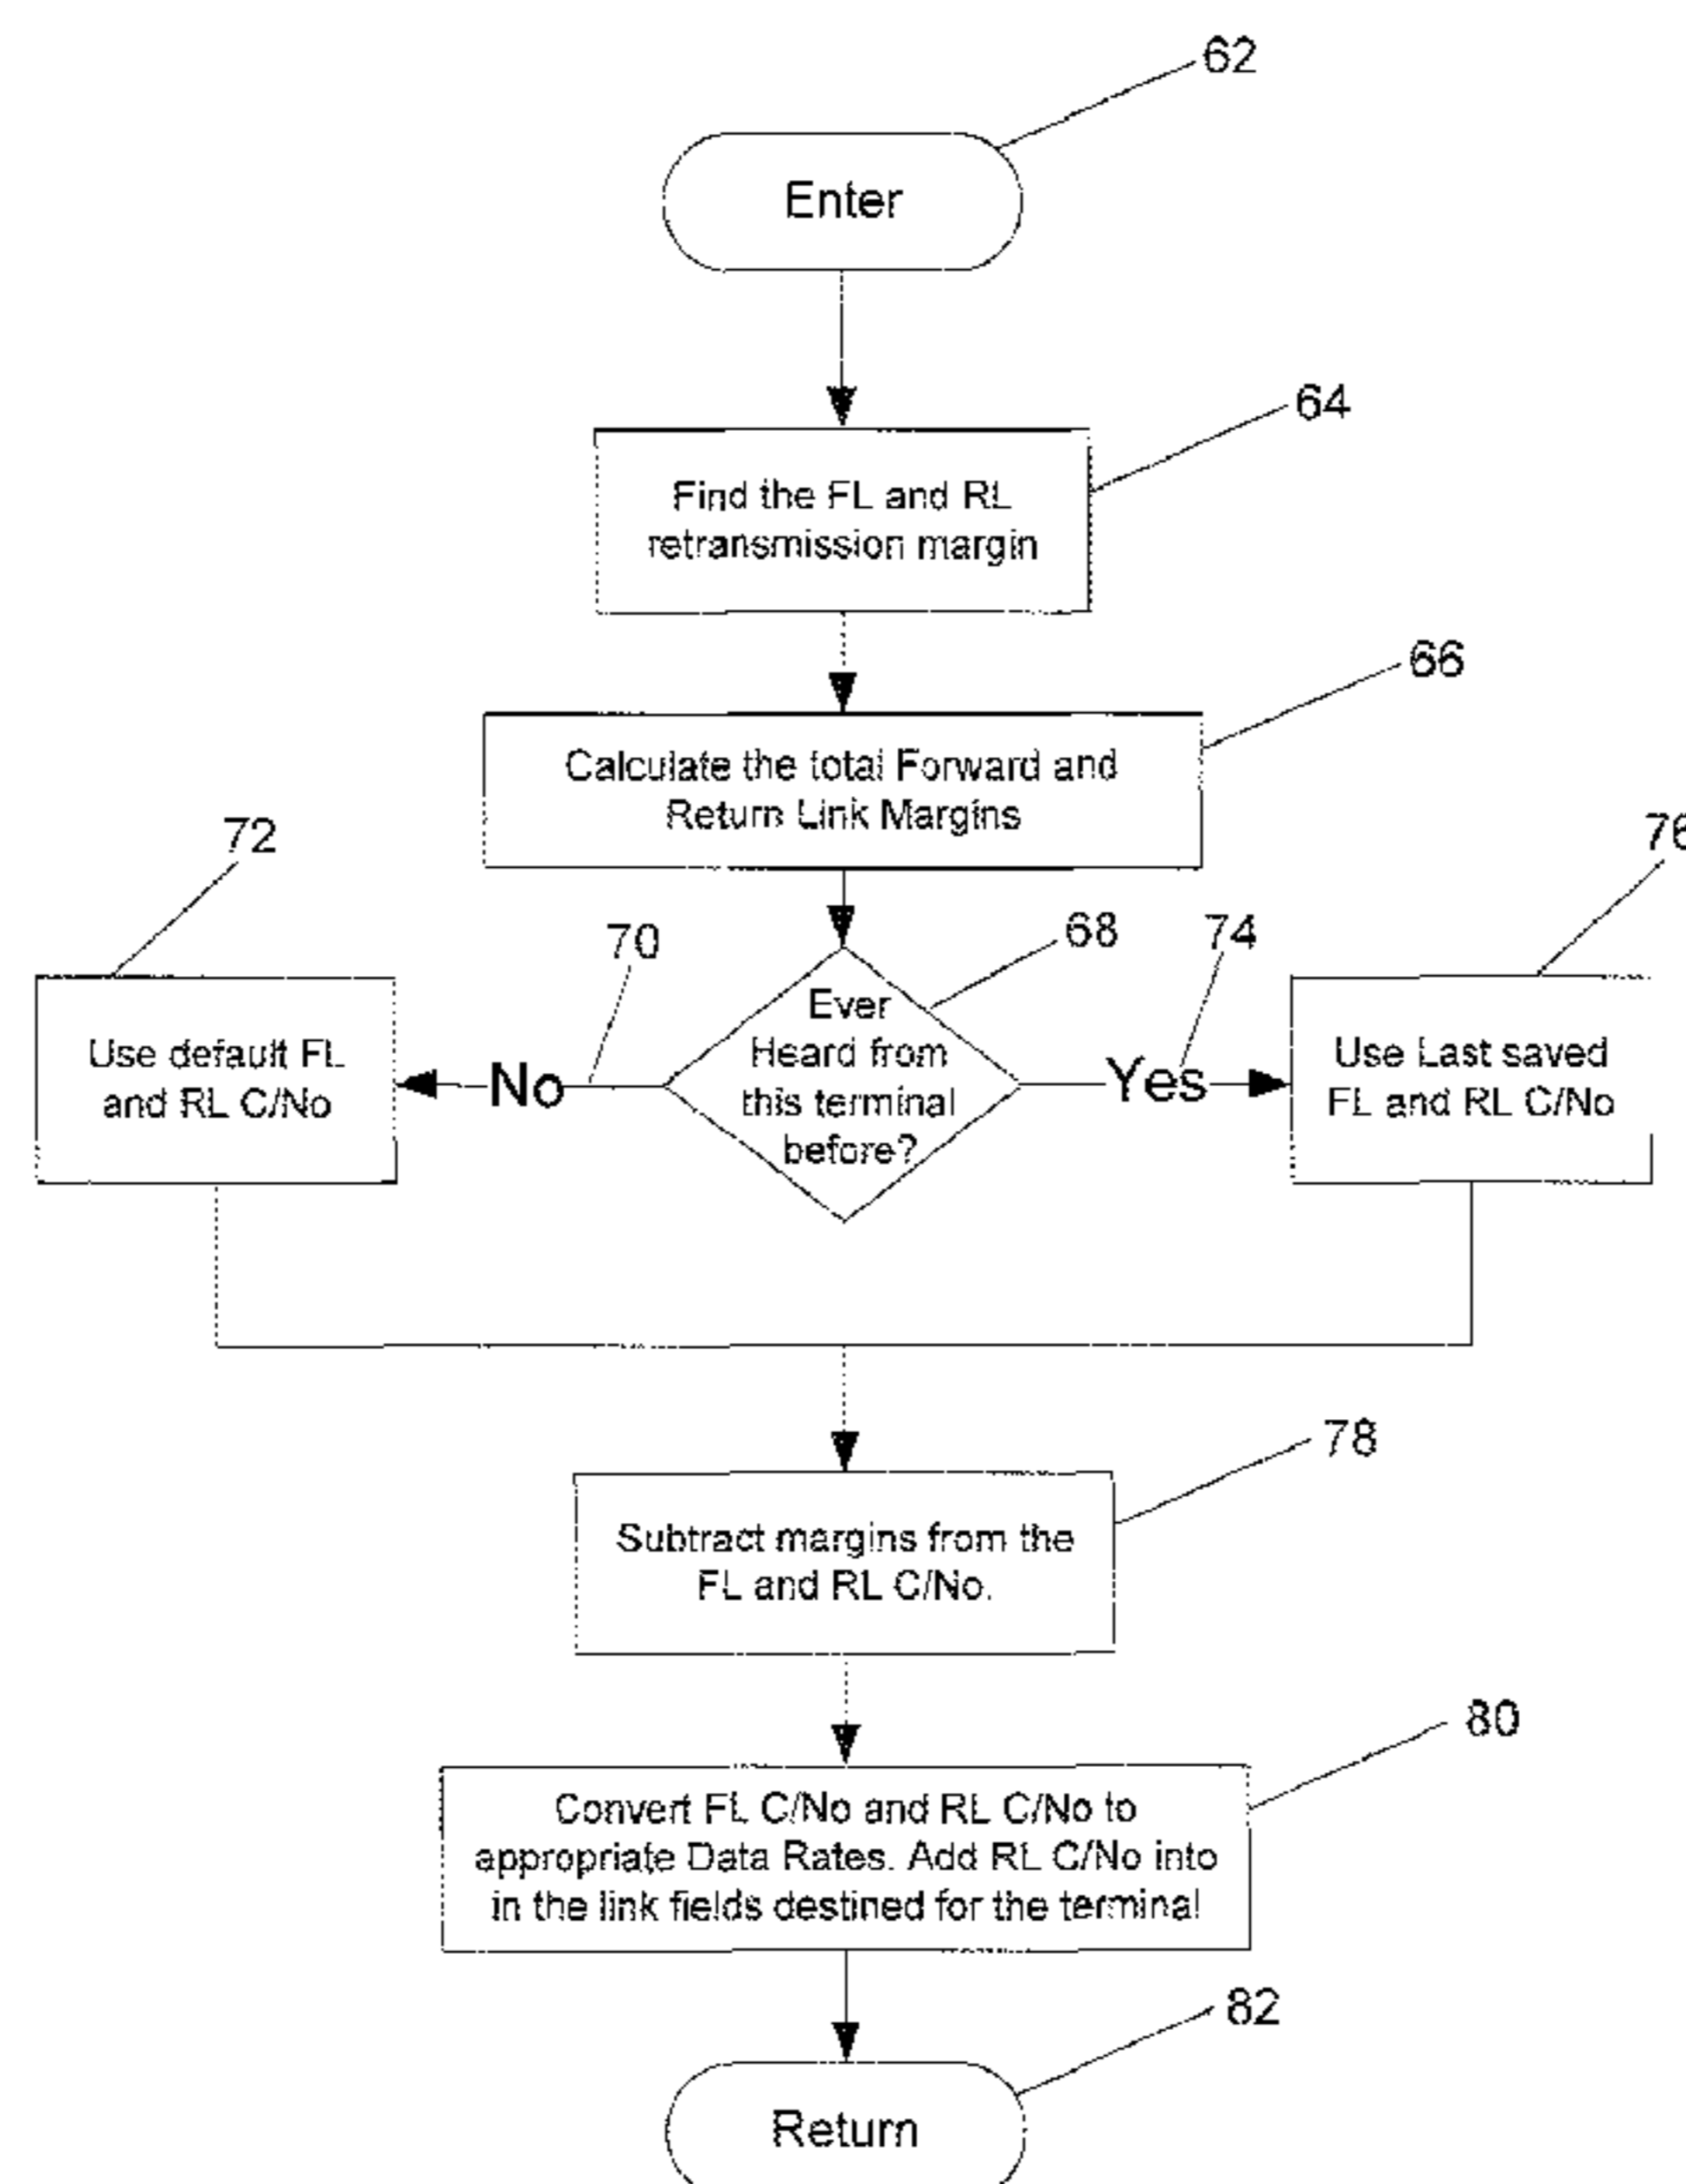 62
Enter
64
Find the FL and RL
retransmission margin
66
Calculate the total Forward and
Return Link Margins
72
76
70
68
74
Use default FL
and RL C/No
No
Ever
Heard from
this terminal
before?
Yes
Use Last saved
FL and RL C/No
78
Subtract margins from the
FL and RL C/No.
80
Convert FL C/No and RL C/No to
appropriate Data Rates. Add RL C/No into
in the link fields destined for the terminal
82
Return